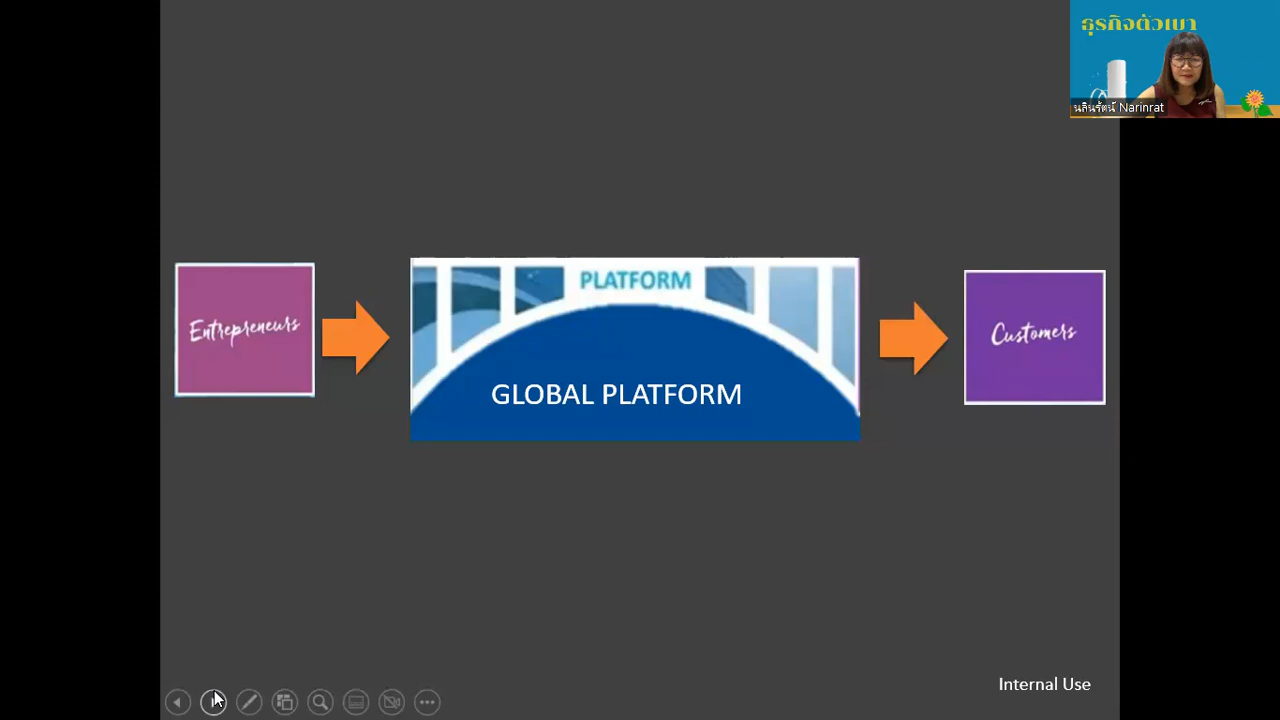 ธุรกิจตัวเบา
นลินรัตน์ Narinrat
PLATFORM
Entrepreneurs
Customers
GLOBAL PLATFORM
Internal Use